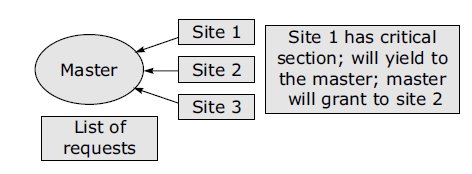 Master
Site 1
Site 2
Site 3
Site 1 has critical
section; will yield to
the master; master
will grant to site 2
List of
requests